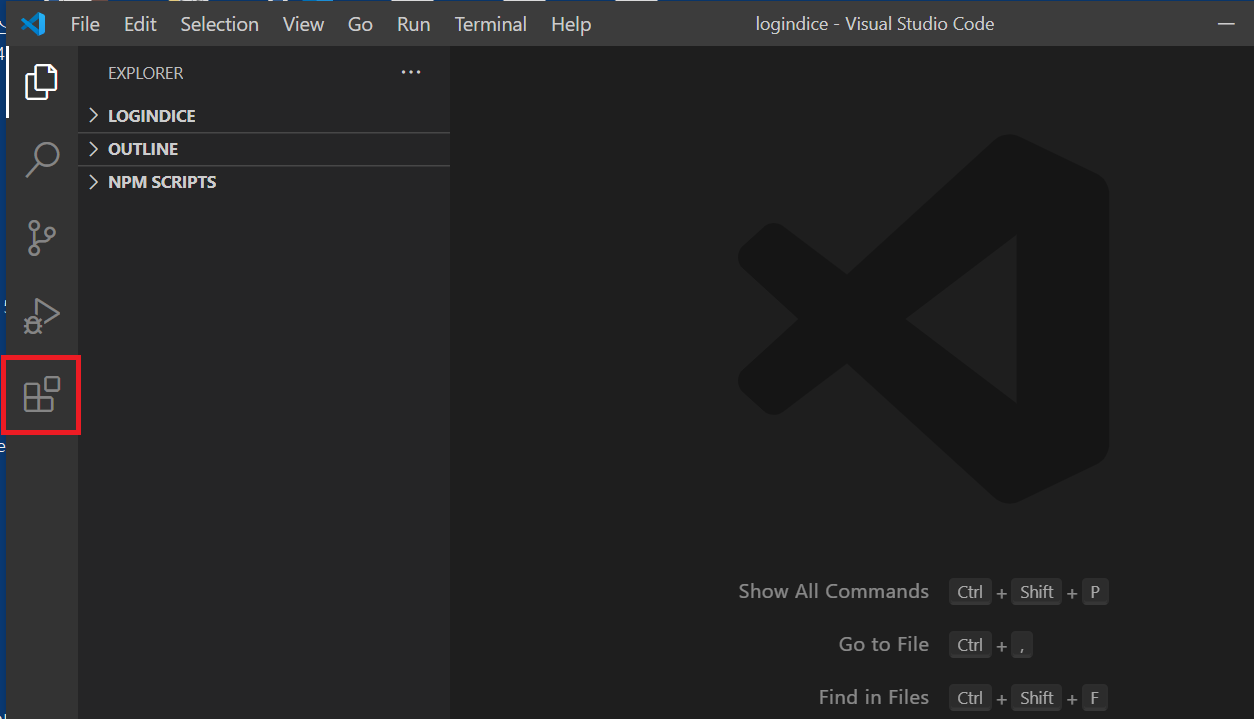 File Edit Selection View Go Run Terminal Help logindice - Visual Studio Code
EXPLORER ···
LOGINDICE
OUTLINE
NPM SCRIPTS
Show All Commands Ctrl + Shift + P
Go to File Ctrl + ,
Find in Files Ctrl + Shift + F